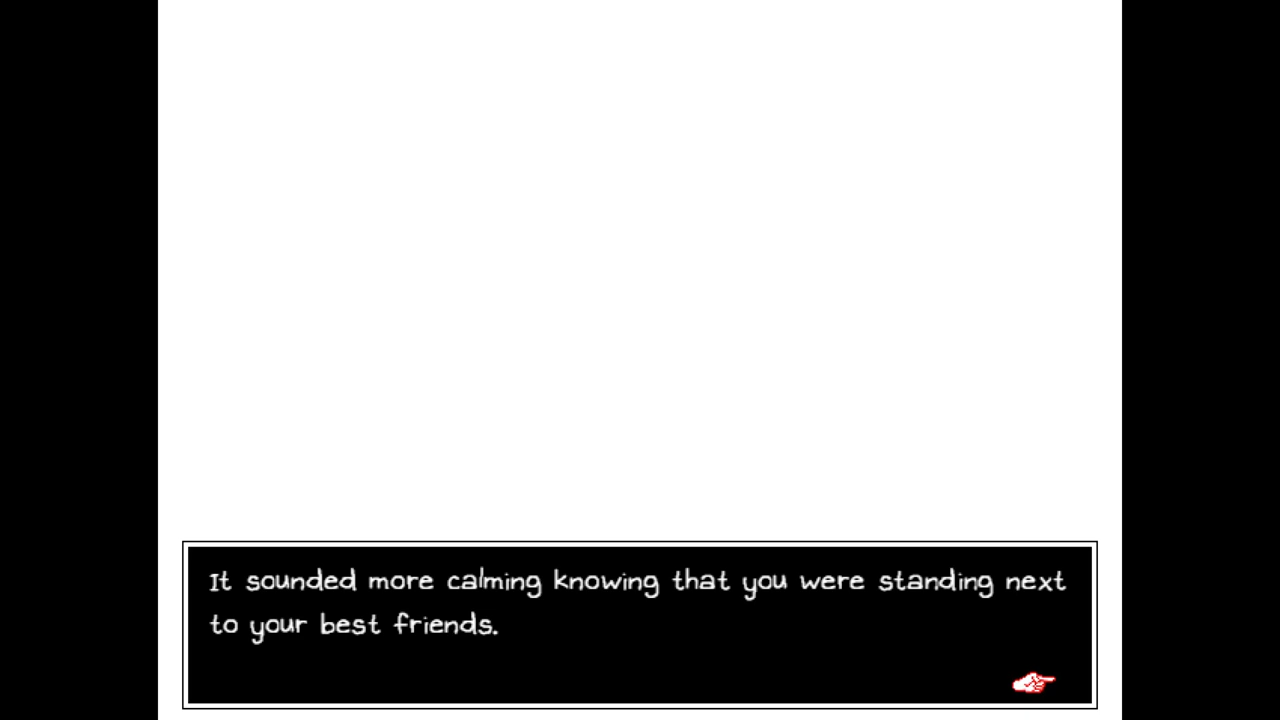 It sounded more calming knowing that you were standing next
to your best friends.